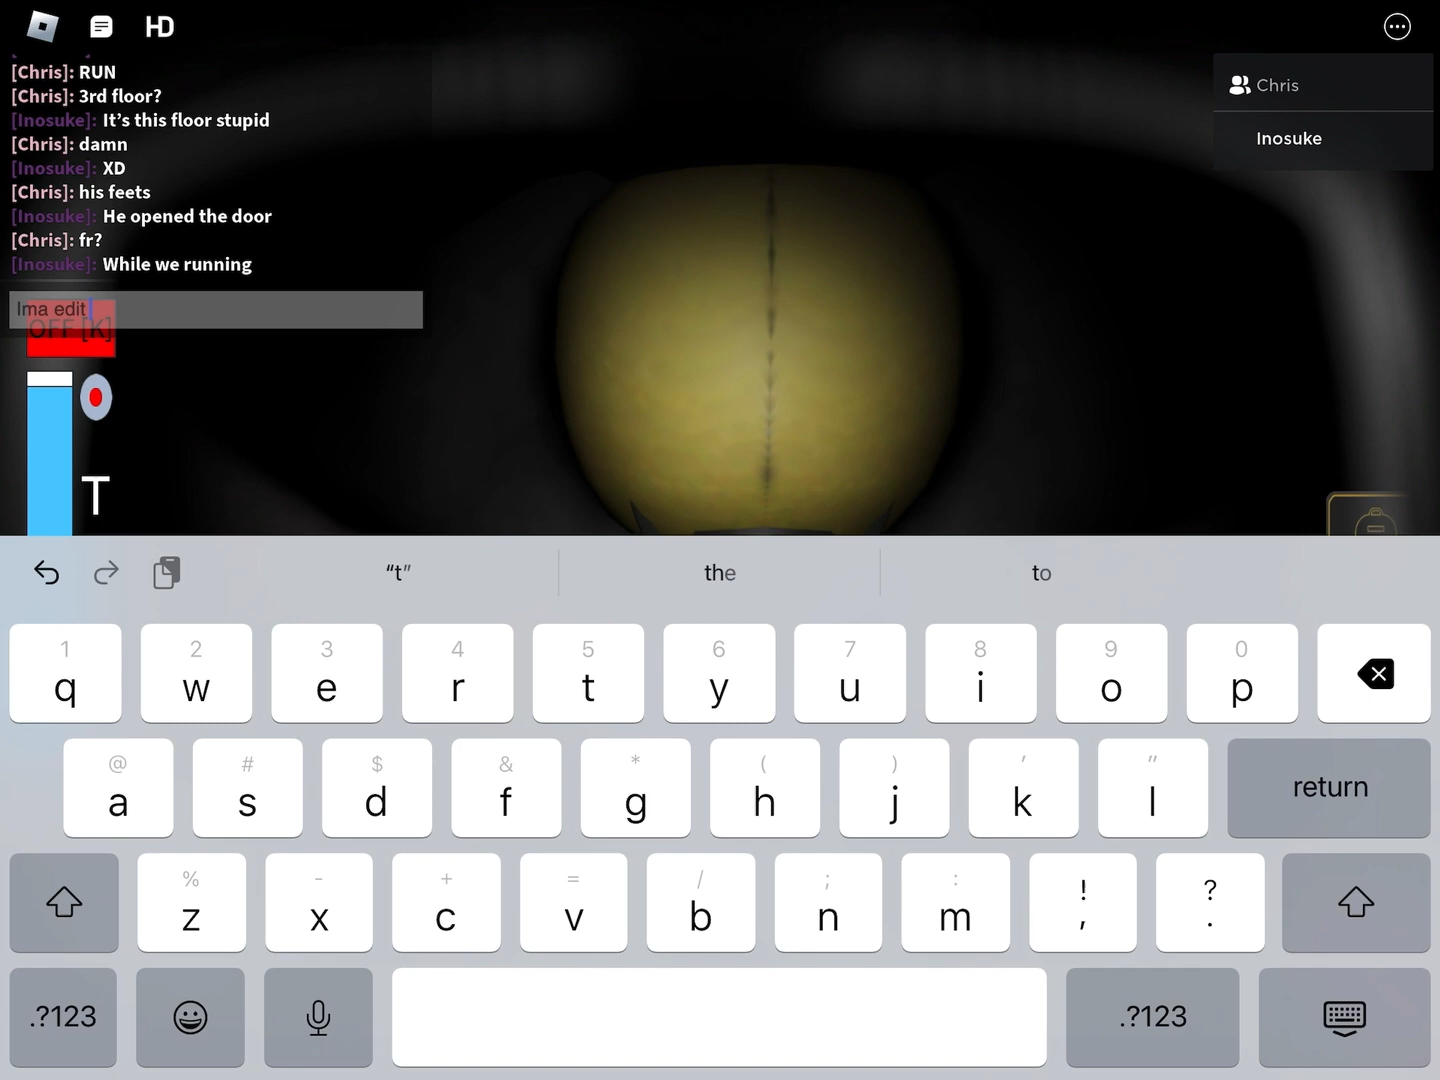 HD
[Chris]: RUN
[Chris]: 3rd floor?
[Inosuke]: It's this floor stupid
[Chris]: damn
[Inosuke]: XD
[Chris]: his feets
[Inosuke]: He opened the door
[Chris]: fr?
[Inosuke]: While we running
Ima edit
OFF [K]
T
Chris
Inosuke
“t” the to
1 2 3 4 5 6 7 8 9 0
q w e r t y u i o p
@ # $ & * ( ) ' "
a s d f g h j k l return
% - + = / ; : ! ?
z x c v b n m , .
.?123 .?123